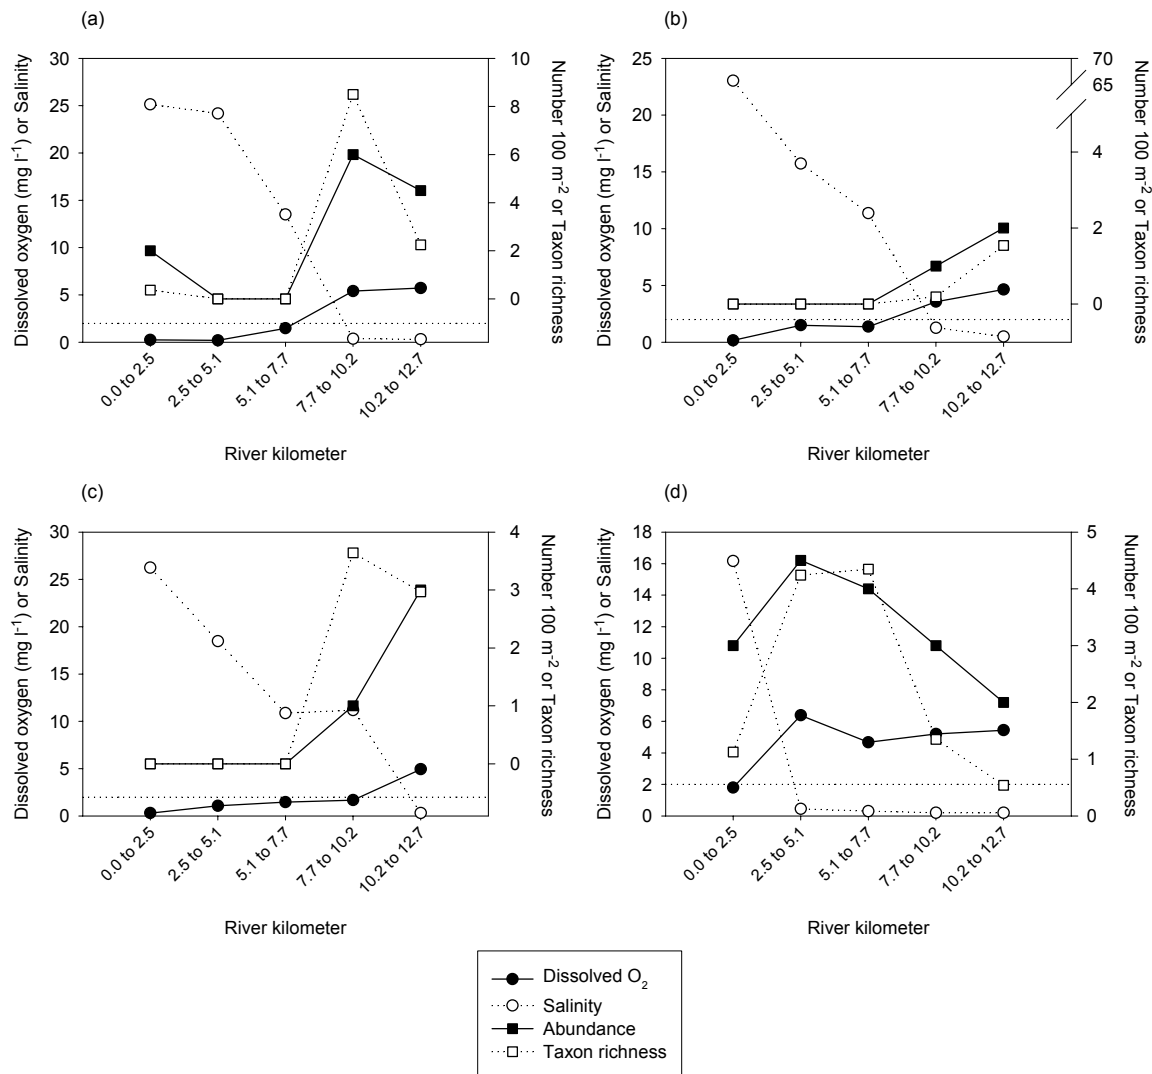 (a)
Dissolved oxygen (mg l⁻¹) or Salinity
30
25
20
15
10
5
0
10
8
6
4
2
0
Number 100 m⁻² or Taxon richness
0.0 to 2.5
2.5 to 5.1
5.1 to 7.7
7.7 to 10.2
10.2 to 12.7
River kilometer
(b)
Dissolved oxygen (mg l⁻¹) or Salinity
25
20
15
10
5
0
70
65
4
2
0
Number 100 m⁻² or Taxon richness
0.0 to 2.5
2.5 to 5.1
5.1 to 7.7
7.7 to 10.2
10.2 to 12.7
River kilometer
(c)
Dissolved oxygen (mg l⁻¹) or Salinity
30
25
20
15
10
5
0
4
3
2
1
0
Number 100 m⁻² or Taxon richness
0.0 to 2.5
2.5 to 5.1
5.1 to 7.7
7.7 to 10.2
10.2 to 12.7
River kilometer
(d)
Dissolved oxygen (mg l⁻¹) or Salinity
18
16
14
12
10
8
6
4
2
0
5
4
3
2
1
0
Number 100 m⁻² or Taxon richness
0.0 to 2.5
2.5 to 5.1
5.1 to 7.7
7.7 to 10.2
10.2 to 12.7
River kilometer
Dissolved O₂
Salinity
Abundance
Taxon richness